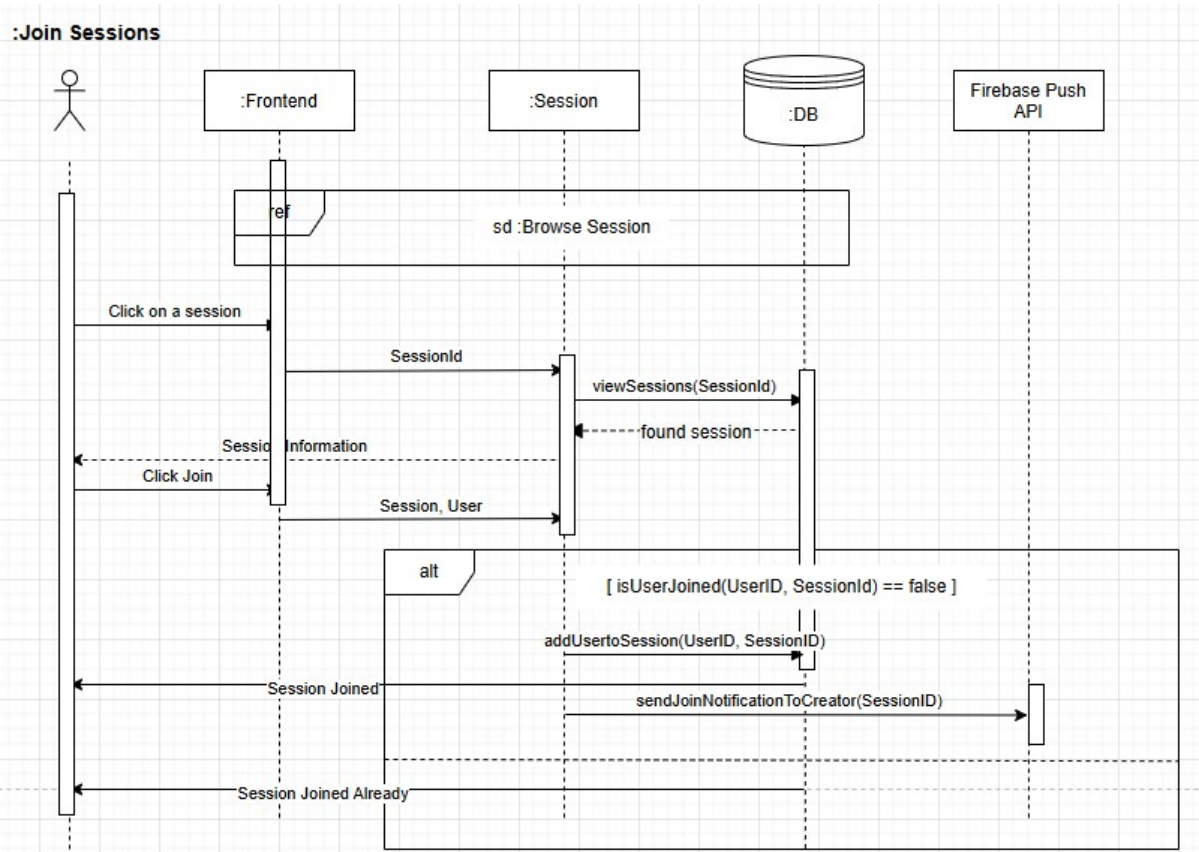 :Join Sessions
:Frontend
:Session
:DB
Firebase Push
API
ref
sd :Browse Session
Click on a session
SessionId
viewSessions(SessionId)
found session
Session Information
Click Join
Session, User
alt
[ isUserJoined(UserID, SessionId) == false ]
addUsertoSession(UserID, SessionID)
Session Joined
sendJoinNotificationToCreator(SessionID)
Session Joined Already